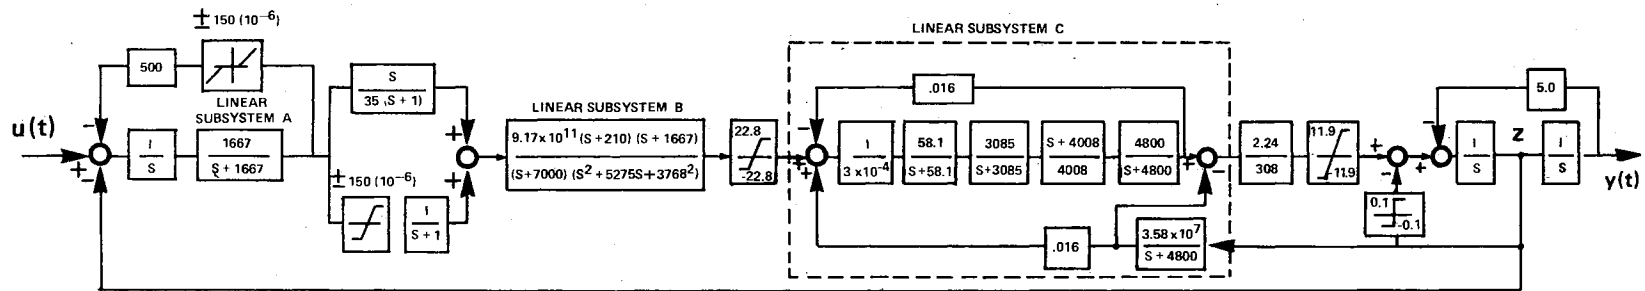 LINEAR SUBSYSTEM C
± 150 (10⁻⁶)
500
LINEAR
SUBSYSTEM A
u(t)
+
−
−
1
S
1667
S + 1667
S
35 (S + 1)
± 150 (10⁻⁶)
1
S + 1
+
+
LINEAR SUBSYSTEM B
9.17x10¹¹ (S + 210) (S + 1667)
(S+7000) (S² + 5275S + 3768²)
22.8
-22.8
.016
−
+
+
1
3 x10⁻⁴
58.1
S+58.1
3085
S+3085
S + 4008
4008
4800
S+4800
+
−
.016
3.58 x 10⁷
S + 4800
2.24
308
11.9
-11.9
+
−
0.1
-0.1
+
−
5.0
1
S
Z
1
S
y(t)